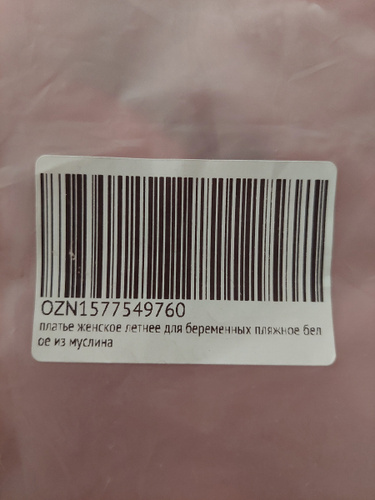 OZN1577549760
платье женское летнее для беременных пляжное бел
ое из муслина